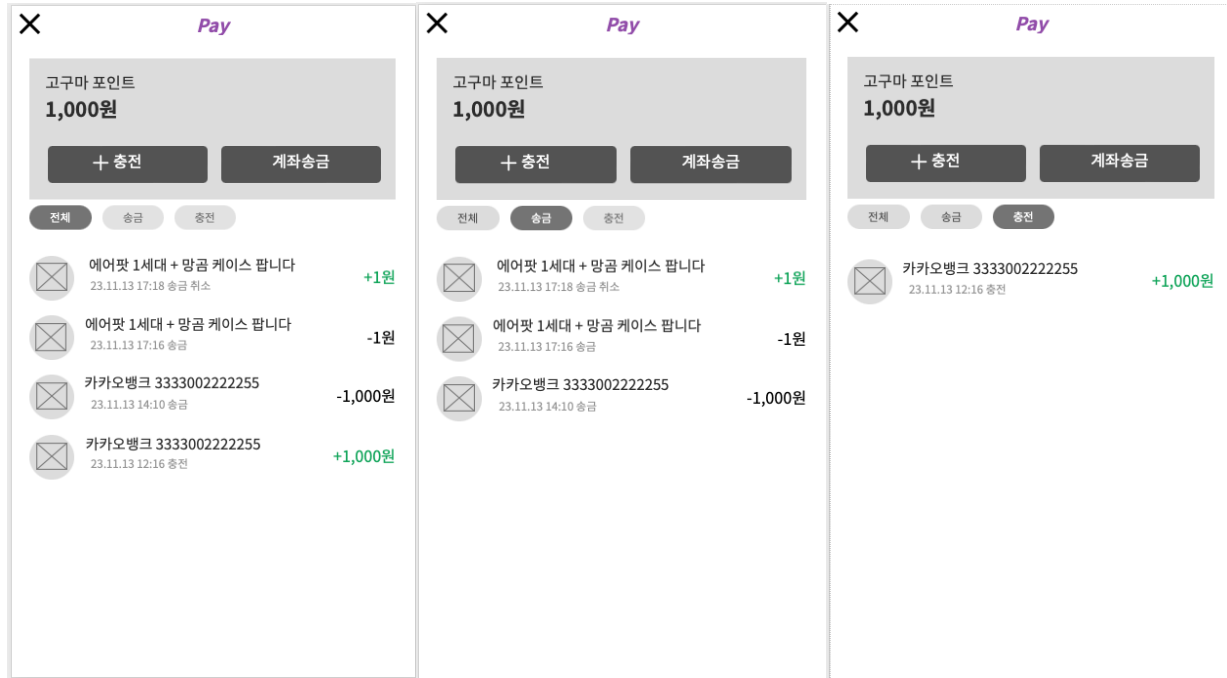 Pay
고구마 포인트
1,000원
+ 충전
계좌송금
전체
송금
충전
에어팟 1세대 + 망곰 케이스 팝니다
+1원
23.11.13 17:18 송금 취소
에어팟 1세대 + 망곰 케이스 팝니다
-1원
23.11.13 17:16 송금
카카오뱅크 3333002222255
-1,000원
23.11.13 14:10 송금
카카오뱅크 3333002222255
+1,000원
23.11.13 12:16 충전
Pay
고구마 포인트
1,000원
+ 충전
계좌송금
전체
송금
충전
에어팟 1세대 + 망곰 케이스 팝니다
+1원
23.11.13 17:18 송금 취소
에어팟 1세대 + 망곰 케이스 팝니다
-1원
23.11.13 17:16 송금
카카오뱅크 3333002222255
-1,000원
23.11.13 14:10 송금
Pay
고구마 포인트
1,000원
+ 충전
계좌송금
전체
송금
충전
카카오뱅크 3333002222255
+1,000원
23.11.13 12:16 충전